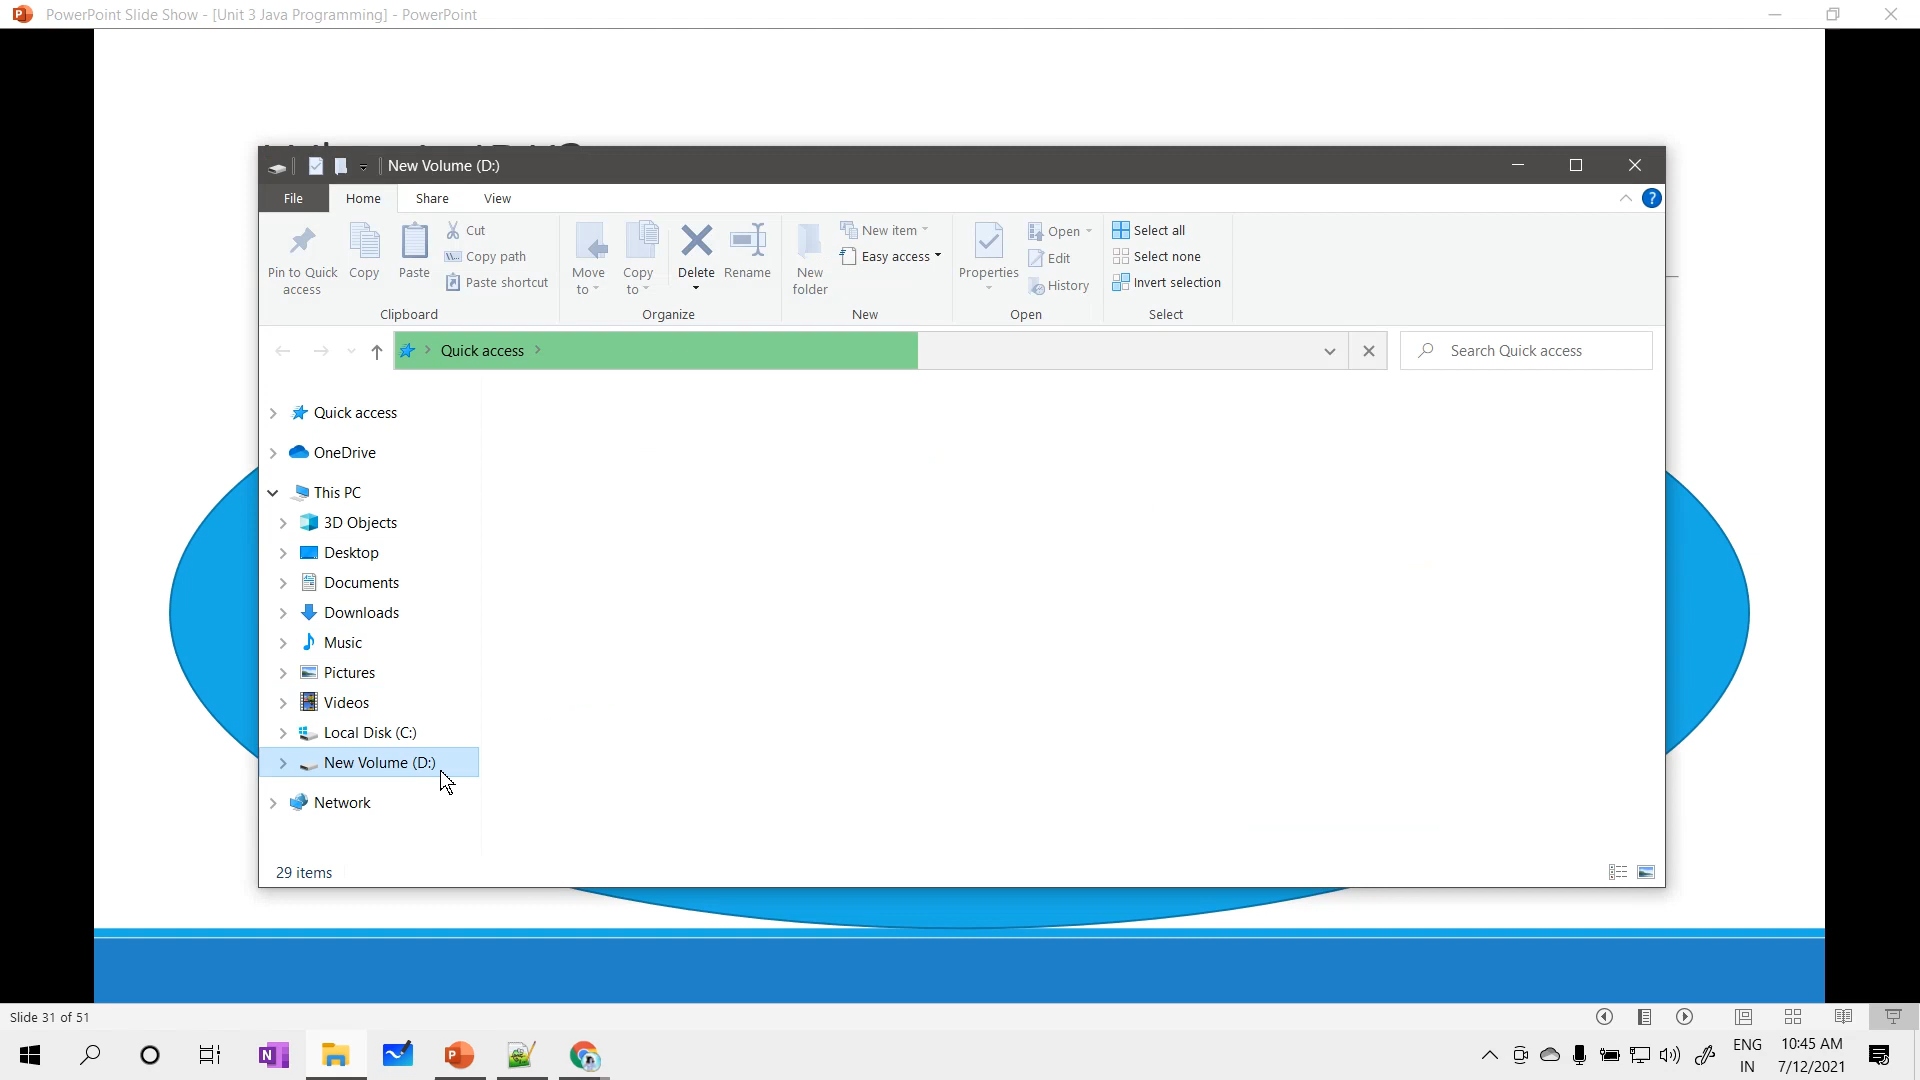 PowerPoint Slide Show - [Unit 3 Java Programming] - PowerPoint
New Volume (D:)
File Home Share View
Pin to Quick access
Copy
Paste
Cut
Copy path
Paste shortcut
Clipboard
Move to
Copy to
Delete
Rename
Organize
New folder
New item
Easy access
New
Properties
Open
Edit
History
Open
Select all
Select none
Invert selection
Select
Quick access
Search Quick access
Quick access
OneDrive
This PC
3D Objects
Desktop
Documents
Downloads
Music
Pictures
Videos
Local Disk (C:)
New Volume (D:)
Network
29 items
Slide 31 of 51
ENG
IN
10:45 AM
7/12/2021